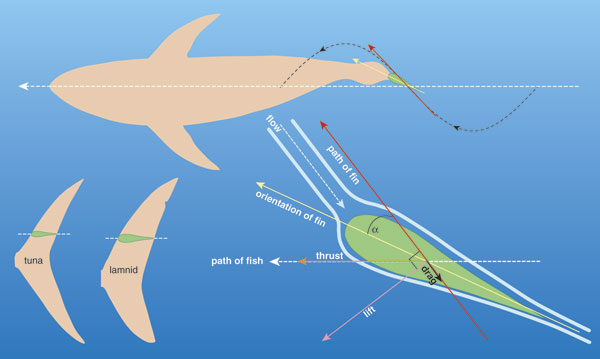 flow
path of fin
orientation of fin
α
tuna
lamnid
path of fish
thrust
drag
lift